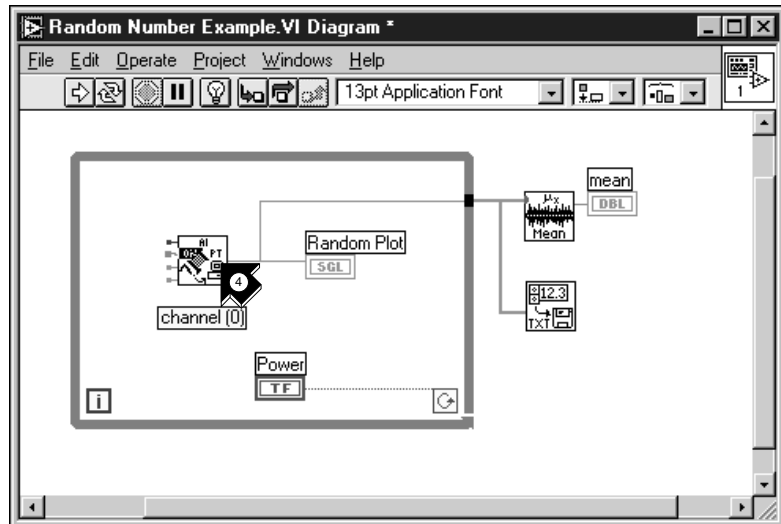 Random Number Example.VI Diagram *
File Edit Operate Project Windows Help
13pt Application Font
1
mean
μx
DBL
Mean
AI
PT
Random Plot
SGL
4
channel (0)
12.3
TXT
Power
TF
i